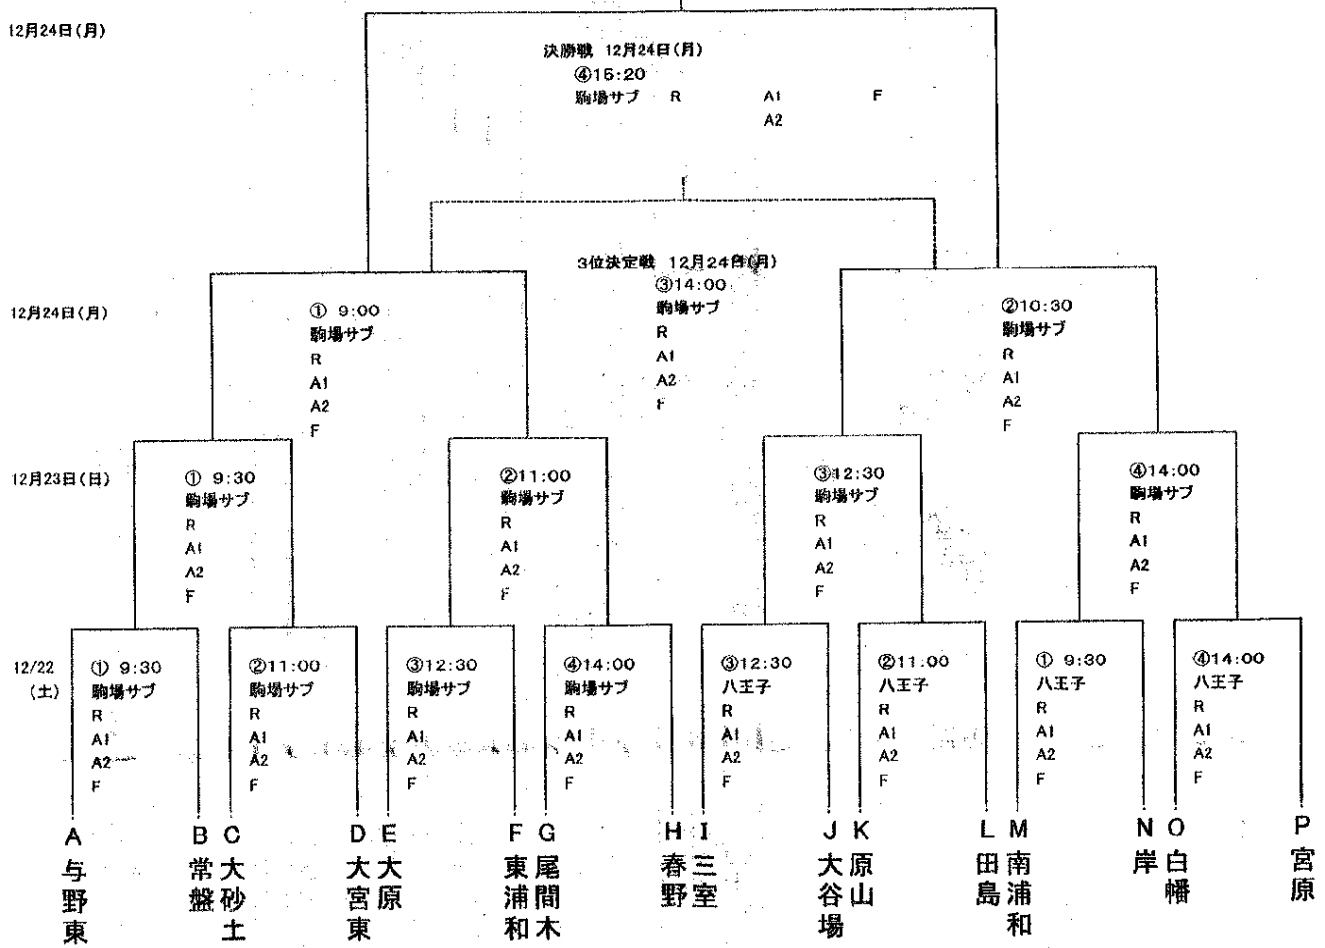 12月24日(月)
決勝戦 12月24日(月)
④15:20
駒場サブ R A1 F
A2
3位決定戦 12月24日(月)
③14:00
駒場サブ
R
A1
A2
F
12月24日(月)
① 9:00
駒場サブ
R
A1
A2
F
②10:30
駒場サブ
R
A1
A2
F
12月23日(日)
① 9:30
駒場サブ
R
A1
A2
F
②11:00
駒場サブ
R
A1
A2
F
③12:30
駒場サブ
R
A1
A2
F
④14:00
駒場サブ
R
A1
A2
F
12/22
(土)
① 9:30
駒場サブ
R
A1
A2
F
②11:00
駒場サブ
R
A1
A2
F
③12:30
駒場サブ
R
A1
A2
F
④14:00
駒場サブ
R
A1
A2
F
③12:30
八王子
R
A1
A2
F
②11:00
八王子
R
A1
A2
F
① 9:30
八王子
R
A1
A2
F
④14:00
八王子
R
A1
A2
F
A 与野東
B 常盤
C 大砂土
D 大宮東
E 大原
F 東浦和
G 尾間木
H 春野
I 三室
J 大谷場
K 原山
L 田島
M 南浦和
N 岸
O 白幡
P 宮原